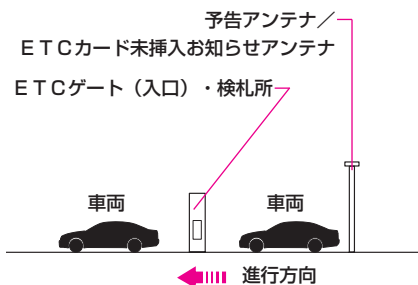 予告アンテナ／
ＥＴＣカード未挿入お知らせアンテナ
ＥＴＣゲート（入口）・検札所
車両
車両
進行方向